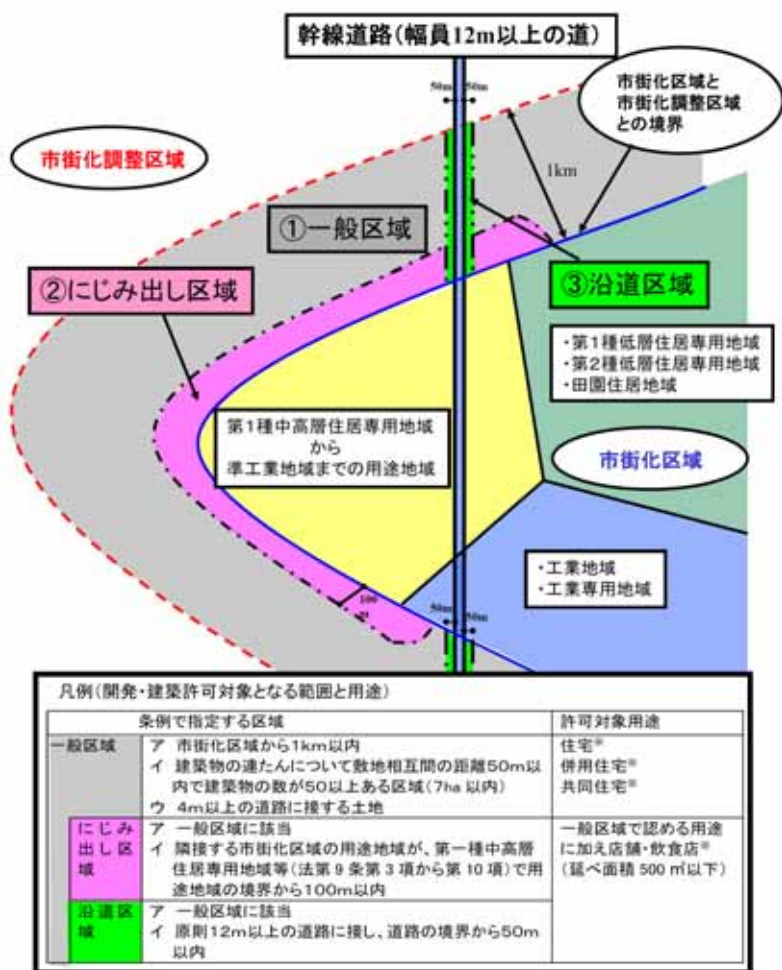 幹線道路(幅員12m以上の道)
50m
50m
市街化区域と
市街化調整区域
との境界
市街化調整区域
1km
①一般区域
②にじみ出し区域
③沿道区域
・第1種低層住居専用地域
・第2種低層住居専用地域
・田園住居地域
第1種中高層住居専用地域
から
準工業地域までの用途地域
市街化区域
・工業地域
・工業専用地域
100
m
50m
50m
凡例(開発・建築許可対象となる範囲と用途)
条例で指定する区域
許可対象用途
一般区域
ア 市街化区域から1km以内
イ 建築物の連たんについて敷地相互間の距離50m以
内で建築物の数が50以上ある区域(7ha 以内)
ウ 4m以上の道路に接する土地
住宅※
併用住宅※
共同住宅※
にじみ
出し区
域
ア 一般区域に該当
イ 隣接する市街化区域の用途地域が、第一種中高層
住居専用地域等(法第 9 条第 3 項から第 10 項)で用
途地域の境界から100m以内
一般区域で認める用途
に加え店舗・飲食店※
(延べ面積 500 ㎡以下)
沿道区
域
ア 一般区域に該当
イ 原則12m以上の道路に接し、道路の境界から50m
以内